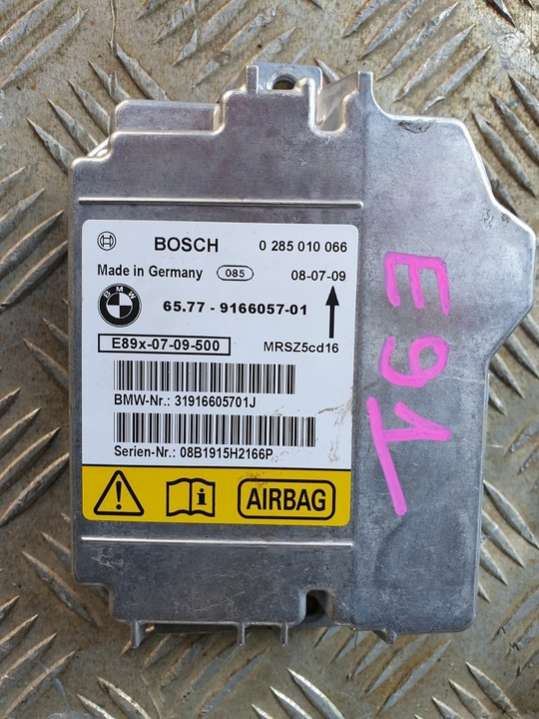 BOSCH 0 285 010 066
Made in Germany 085 08-07-09
BMW
65.77 - 9166057-01
E89x-07-09-500 MRSZ5cd16
BMW-Nr.: 31916605701J
Serien-Nr.: 08B1915H2166P
AIRBAG
E91